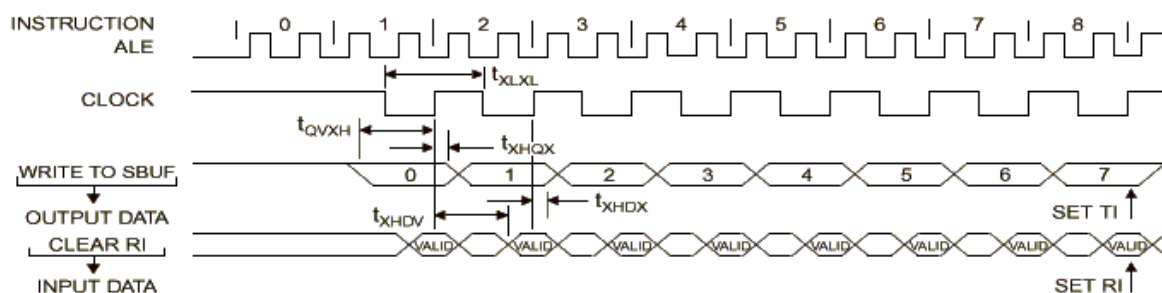 INSTRUCTION
0 1 2 3 4 5 6 7 8
ALE
tXLXL
CLOCK
tQVXH
tXHQX
WRITE TO SBUF
0 1 2 3 4 5 6 7
tXHDX
tXHDV
OUTPUT DATA
SET TI
CLEAR RI
VALID VALID VALID VALID VALID VALID VALID VALID
INPUT DATA
SET RI